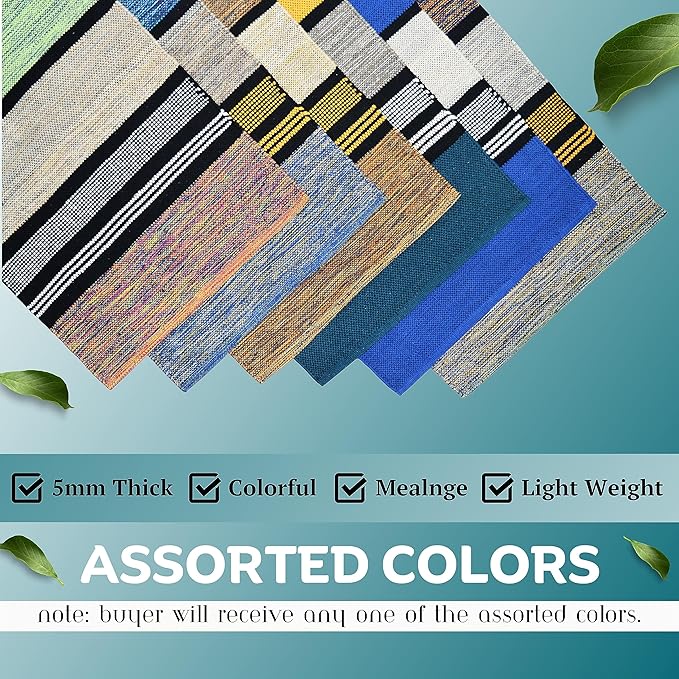 5mm Thick Colorful Mealnge Light Weight
ASSORTED COLORS
note: buyer will receive any one of the assorted colors.